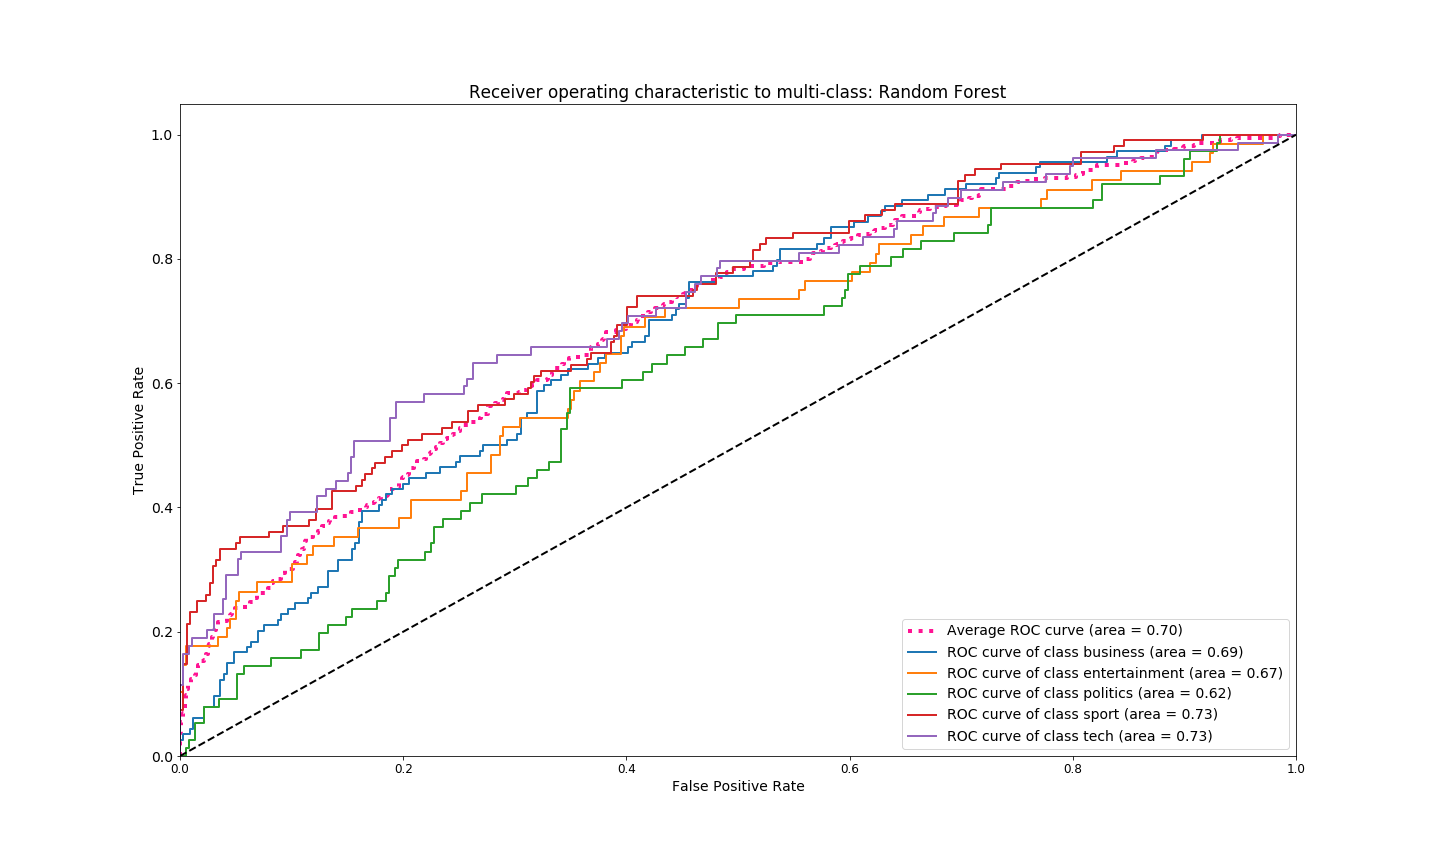 Receiver operating characteristic to multi-class: Random Forest
True Positive Rate
1.0
0.8
0.6
0.4
0.2
0.0
0.0 0.2 0.4 0.6 0.8 1.0
False Positive Rate
Average ROC curve (area = 0.70)
ROC curve of class business (area = 0.69)
ROC curve of class entertainment (area = 0.67)
ROC curve of class politics (area = 0.62)
ROC curve of class sport (area = 0.73)
ROC curve of class tech (area = 0.73)